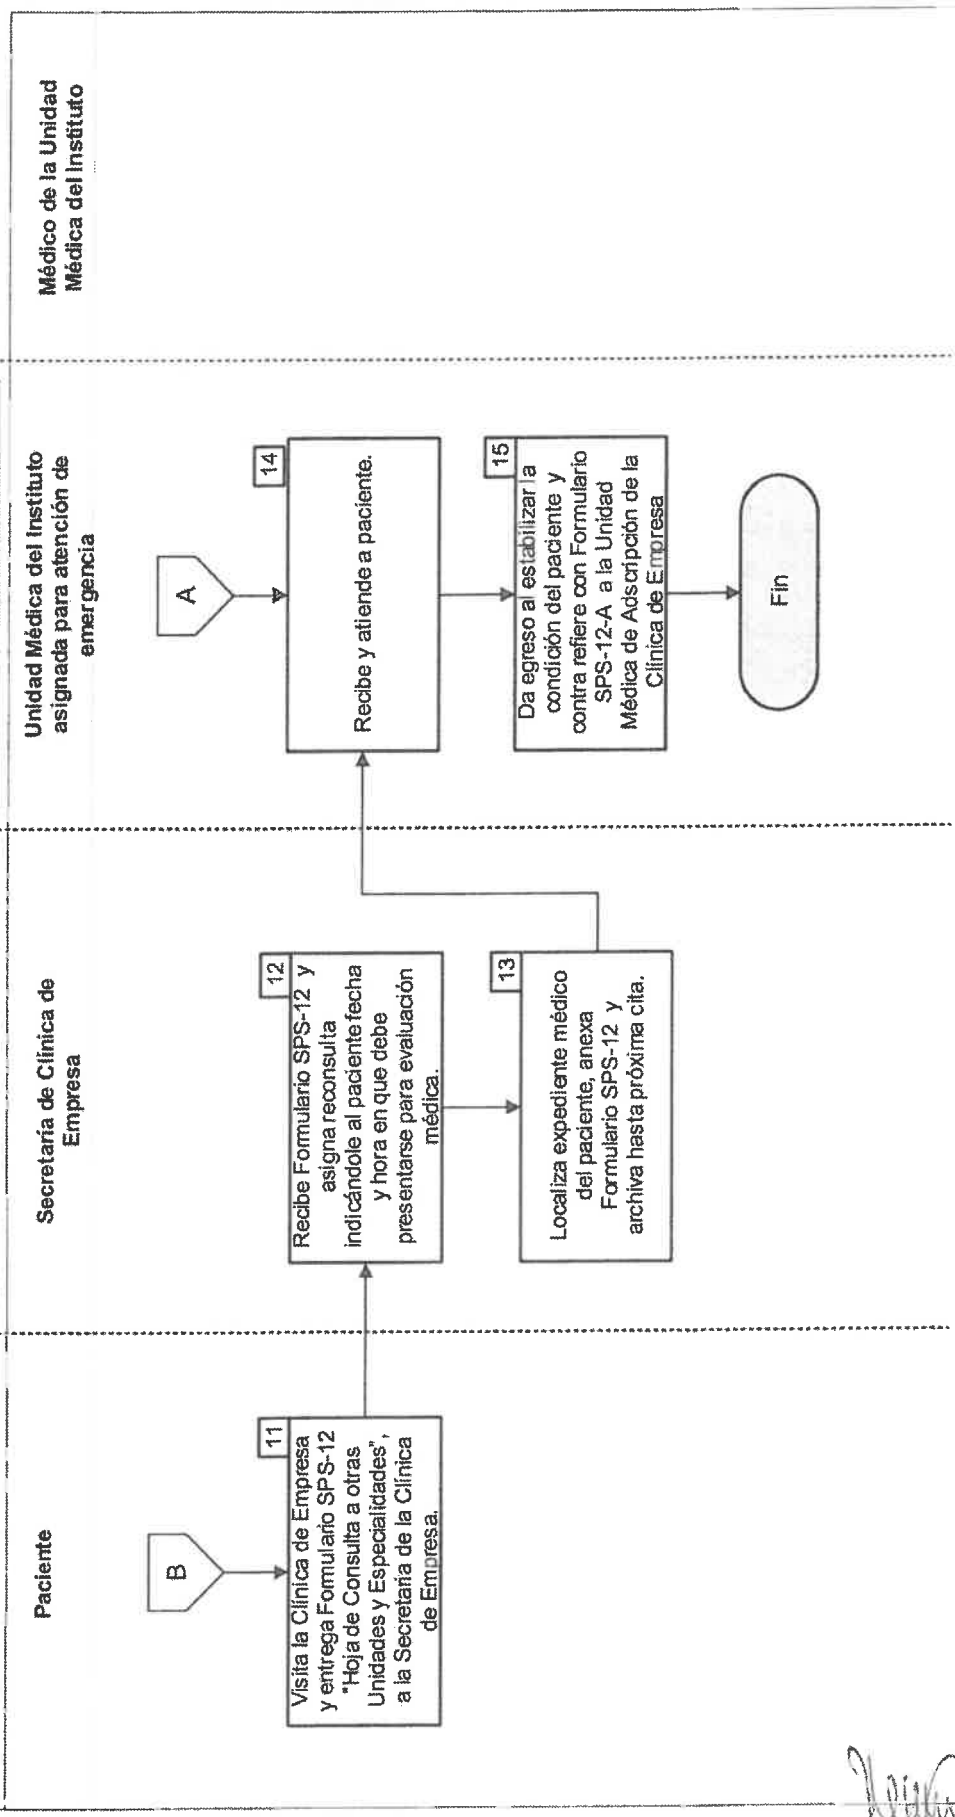 Paciente
Secretaría de Clínica de
Empresa
Unidad Médica del Instituto
asignada para atención de
emergencia
Médico de la Unidad
Médica del Instituto
B
11
Visita la Clínica de Empresa
y entrega Formulario SPS-12
"Hoja de Consulta a otras
Unidades y Especialidades",
a la Secretaria de la Clínica
de Empresa.
12
Recibe Formulario SPS-12 y
asigna reconsulta
indicándole al paciente fecha
y hora en que debe
presentarse para evaluación
médica.
13
Localiza expediente médico
del paciente, anexa
Formulario SPS-12 y
archiva hasta próxima cita.
A
14
Recibe y atiende a paciente.
15
Da egreso al estabilizar la
condición del paciente y
contra refiere con Formulario
SPS-12-A a la Unidad
Médica de Adscripción de la
Clínica de Empresa
Fin